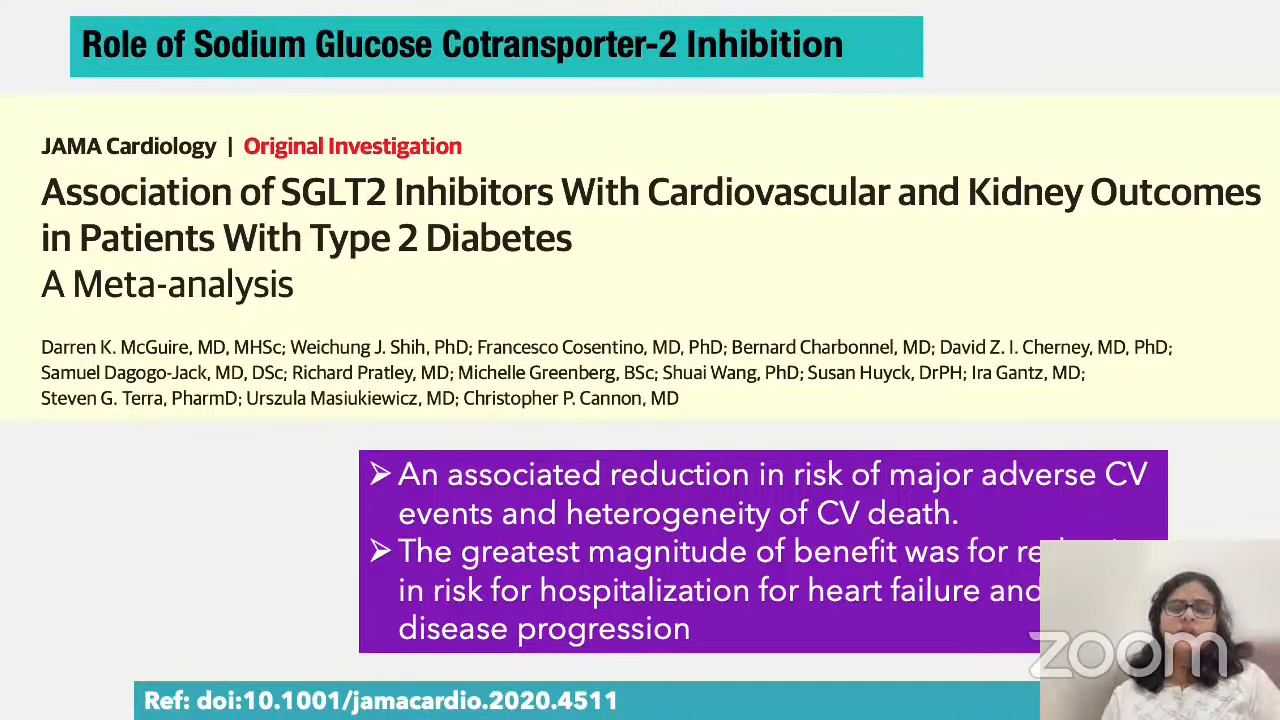 Role of Sodium Glucose Cotransporter-2 Inhibition
JAMA Cardiology | Original Investigation
Association of SGLT2 Inhibitors With Cardiovascular and Kidney Outcomes
in Patients With Type 2 Diabetes
A Meta-analysis
Darren K. McGuire, MD, MHSc; Weichung J. Shih, PhD; Francesco Cosentino, MD, PhD; Bernard Charbonnel, MD; David Z. I. Cherney, MD, PhD;
Samuel Dagogo-Jack, MD, DSc; Richard Pratley, MD; Michelle Greenberg, BSc; Shuai Wang, PhD; Susan Huyck, DrPH; Ira Gantz, MD;
Steven G. Terra, PharmD; Urszula Masiukiewicz, MD; Christopher P. Cannon, MD
➢ An associated reduction in risk of major adverse CV
events and heterogeneity of CV death.
➢ The greatest magnitude of benefit was for
in risk for hospitalization for heart failure and
disease progression
zoom
Ref: doi:10.1001/jamacardio.2020.4511